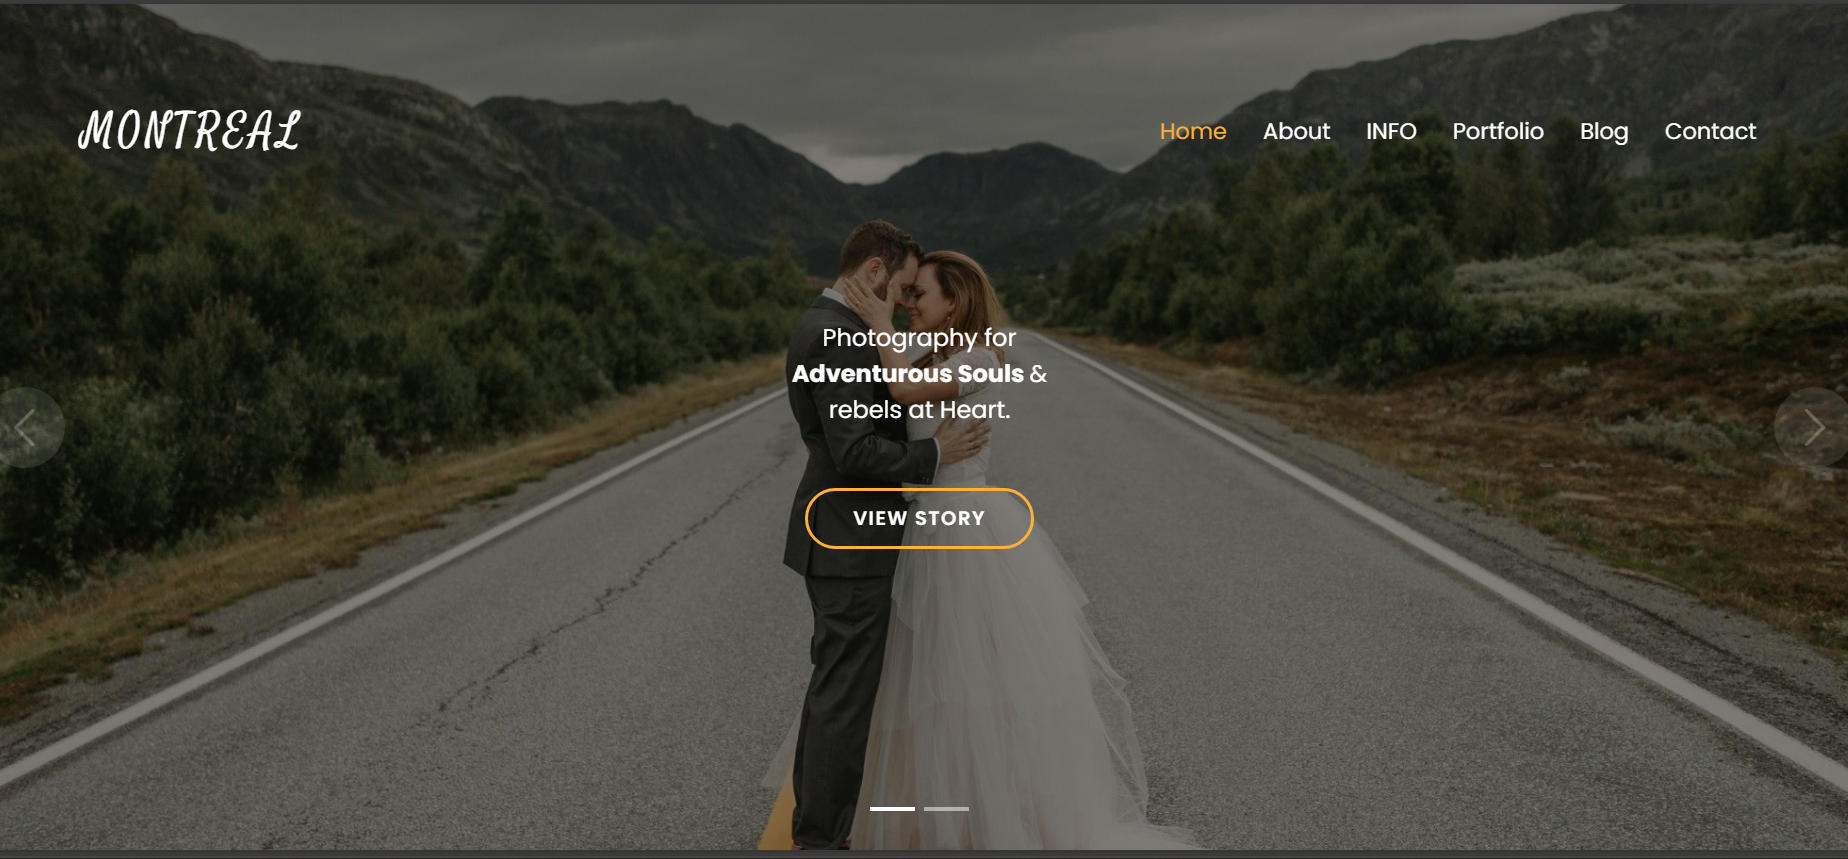 MONTREAL
Home About INFO Portfolio Blog Contact
Photography for
Adventurous Souls &
rebels at Heart.
VIEW STORY